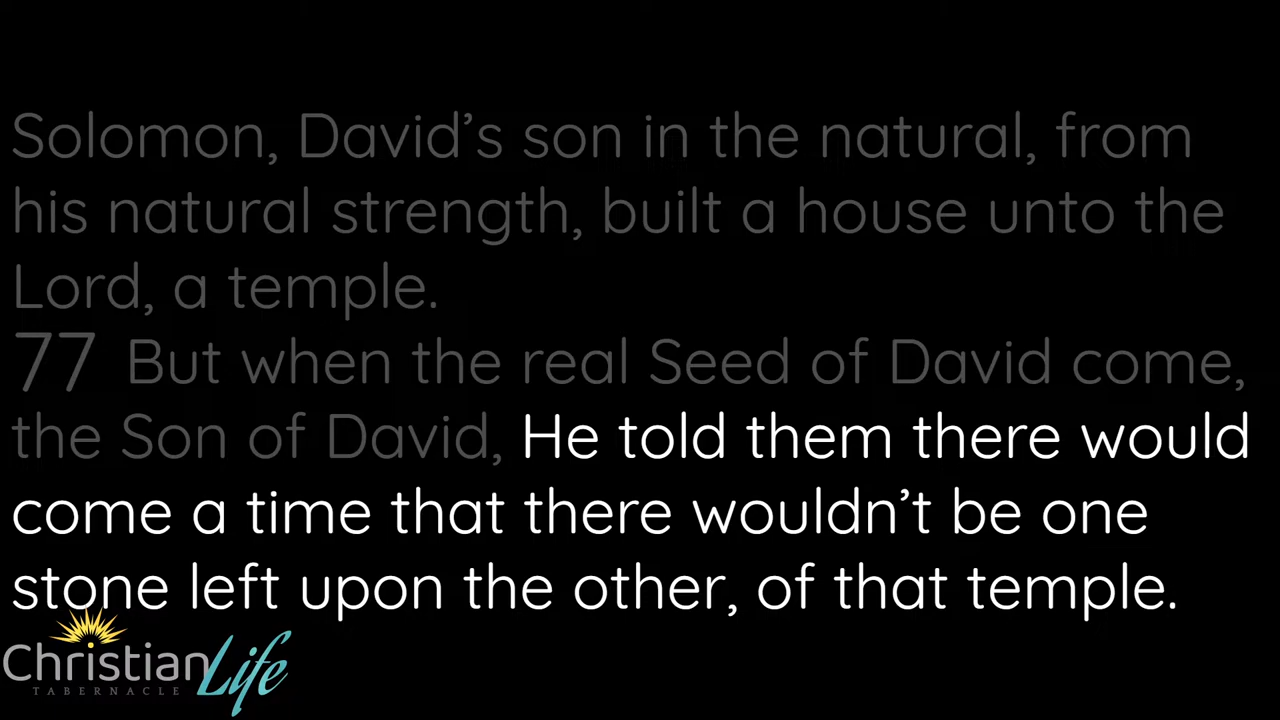 Solomon, David’s son in the natural, from
his natural strength, built a house unto the
Lord, a temple.
77 But when the real Seed of David come,
the Son of David, He told them there would
come a time that there wouldn’t be one
stone left upon the other, of that temple.
Christian Life
TABERNACLE